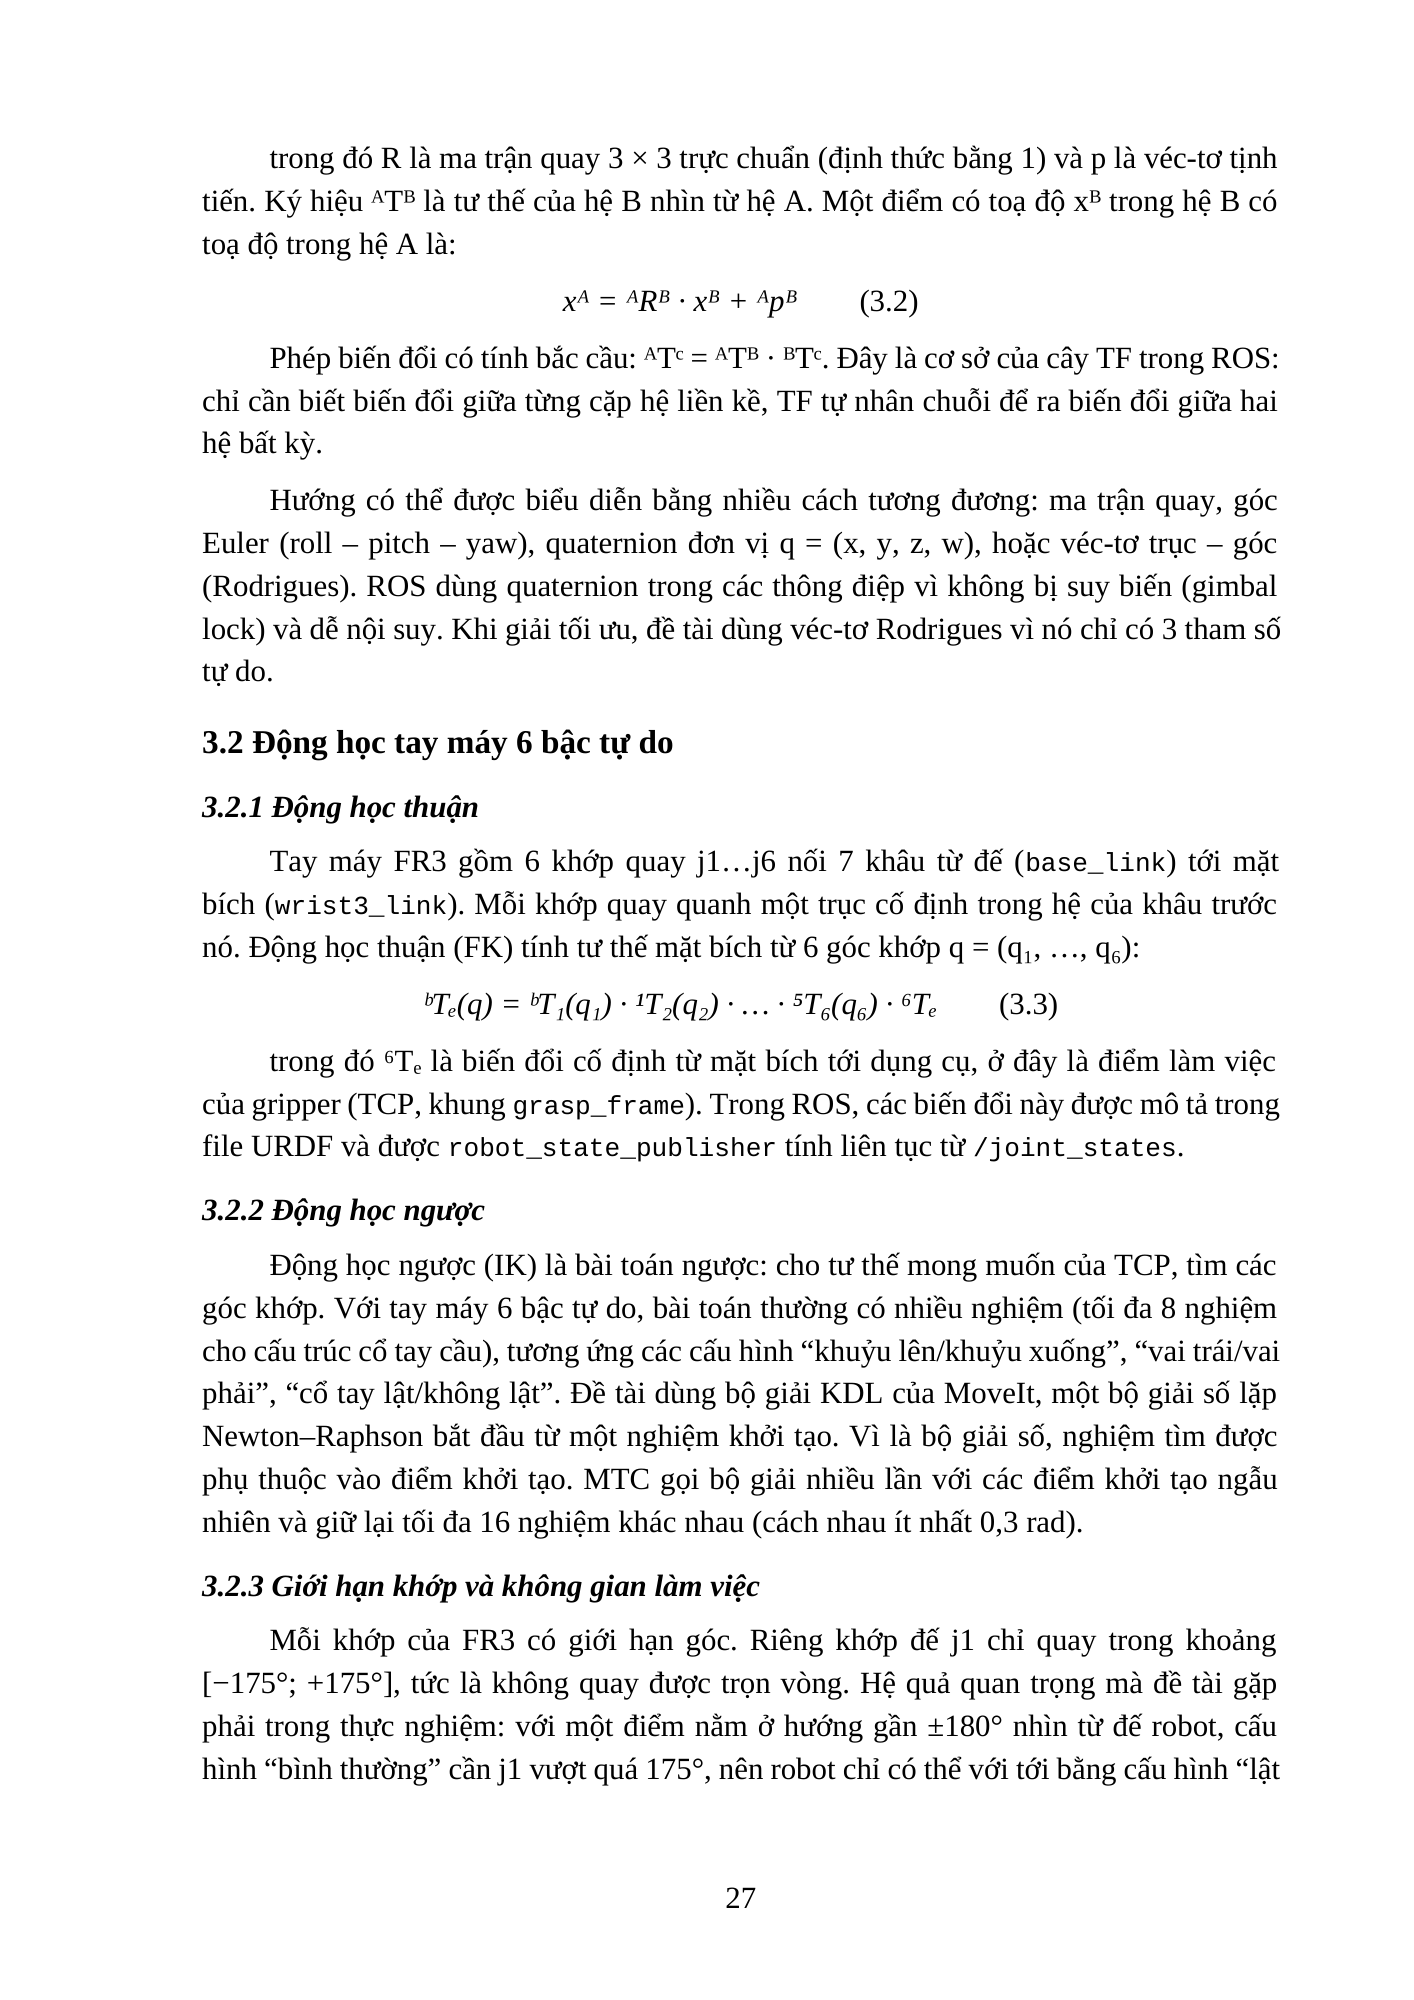 trong đó R là ma trận quay 3 × 3 trực chuẩn (định thức bằng 1) và p là véc-tơ tịnh
tiến. Ký hiệu ᴬTᴮ là tư thế của hệ B nhìn từ hệ A. Một điểm có toạ độ xᴮ trong hệ B có
toạ độ trong hệ A là:
xᴬ = ᴬRᴮ · xᴮ + ᴬpᴮ (3.2)
Phép biến đổi có tính bắc cầu: ᴬTᶜ = ᴬTᴮ · ᴮTᶜ. Đây là cơ sở của cây TF trong ROS:
chỉ cần biết biến đổi giữa từng cặp hệ liền kề, TF tự nhân chuỗi để ra biến đổi giữa hai
hệ bất kỳ.
Hướng có thể được biểu diễn bằng nhiều cách tương đương: ma trận quay, góc
Euler (roll – pitch – yaw), quaternion đơn vị q = (x, y, z, w), hoặc véc-tơ trục – góc
(Rodrigues). ROS dùng quaternion trong các thông điệp vì không bị suy biến (gimbal
lock) và dễ nội suy. Khi giải tối ưu, đề tài dùng véc-tơ Rodrigues vì nó chỉ có 3 tham số
tự do.
3.2 Động học tay máy 6 bậc tự do
3.2.1 Động học thuận
Tay máy FR3 gồm 6 khớp quay j1…j6 nối 7 khâu từ đế (base_link) tới mặt
bích (wrist3_link). Mỗi khớp quay quanh một trục cố định trong hệ của khâu trước
nó. Động học thuận (FK) tính tư thế mặt bích từ 6 góc khớp q = (q₁, …, q₆):
ᵇTₑ(q) = ᵇT₁(q₁) · ¹T₂(q₂) · … · ⁵T₆(q₆) · ⁶Tₑ (3.3)
trong đó ⁶Tₑ là biến đổi cố định từ mặt bích tới dụng cụ, ở đây là điểm làm việc
của gripper (TCP, khung grasp_frame). Trong ROS, các biến đổi này được mô tả trong
file URDF và được robot_state_publisher tính liên tục từ /joint_states.
3.2.2 Động học ngược
Động học ngược (IK) là bài toán ngược: cho tư thế mong muốn của TCP, tìm các
góc khớp. Với tay máy 6 bậc tự do, bài toán thường có nhiều nghiệm (tối đa 8 nghiệm
cho cấu trúc cổ tay cầu), tương ứng các cấu hình “khuỷu lên/khuỷu xuống”, “vai trái/vai
phải”, “cổ tay lật/không lật”. Đề tài dùng bộ giải KDL của MoveIt, một bộ giải số lặp
Newton–Raphson bắt đầu từ một nghiệm khởi tạo. Vì là bộ giải số, nghiệm tìm được
phụ thuộc vào điểm khởi tạo. MTC gọi bộ giải nhiều lần với các điểm khởi tạo ngẫu
nhiên và giữ lại tối đa 16 nghiệm khác nhau (cách nhau ít nhất 0,3 rad).
3.2.3 Giới hạn khớp và không gian làm việc
Mỗi khớp của FR3 có giới hạn góc. Riêng khớp đế j1 chỉ quay trong khoảng
[−175°; +175°], tức là không quay được trọn vòng. Hệ quả quan trọng mà đề tài gặp
phải trong thực nghiệm: với một điểm nằm ở hướng gần ±180° nhìn từ đế robot, cấu
hình “bình thường” cần j1 vượt quá 175°, nên robot chỉ có thể với tới bằng cấu hình “lật
27